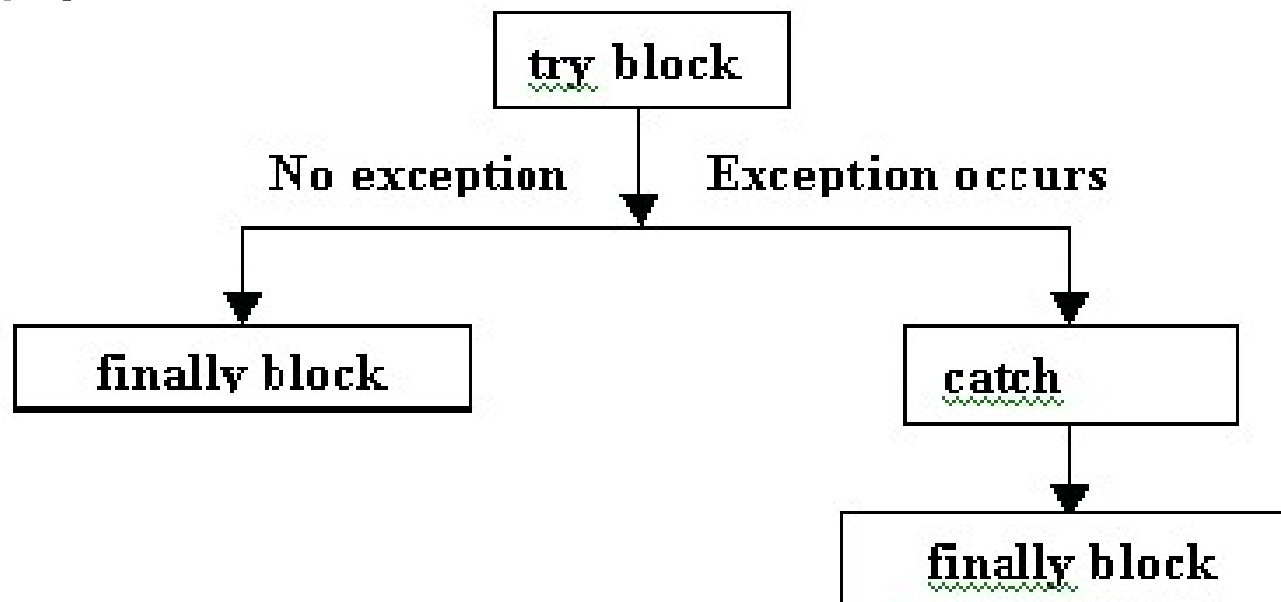 try block
No exception
Exception occurs
finally block
catch
finally block